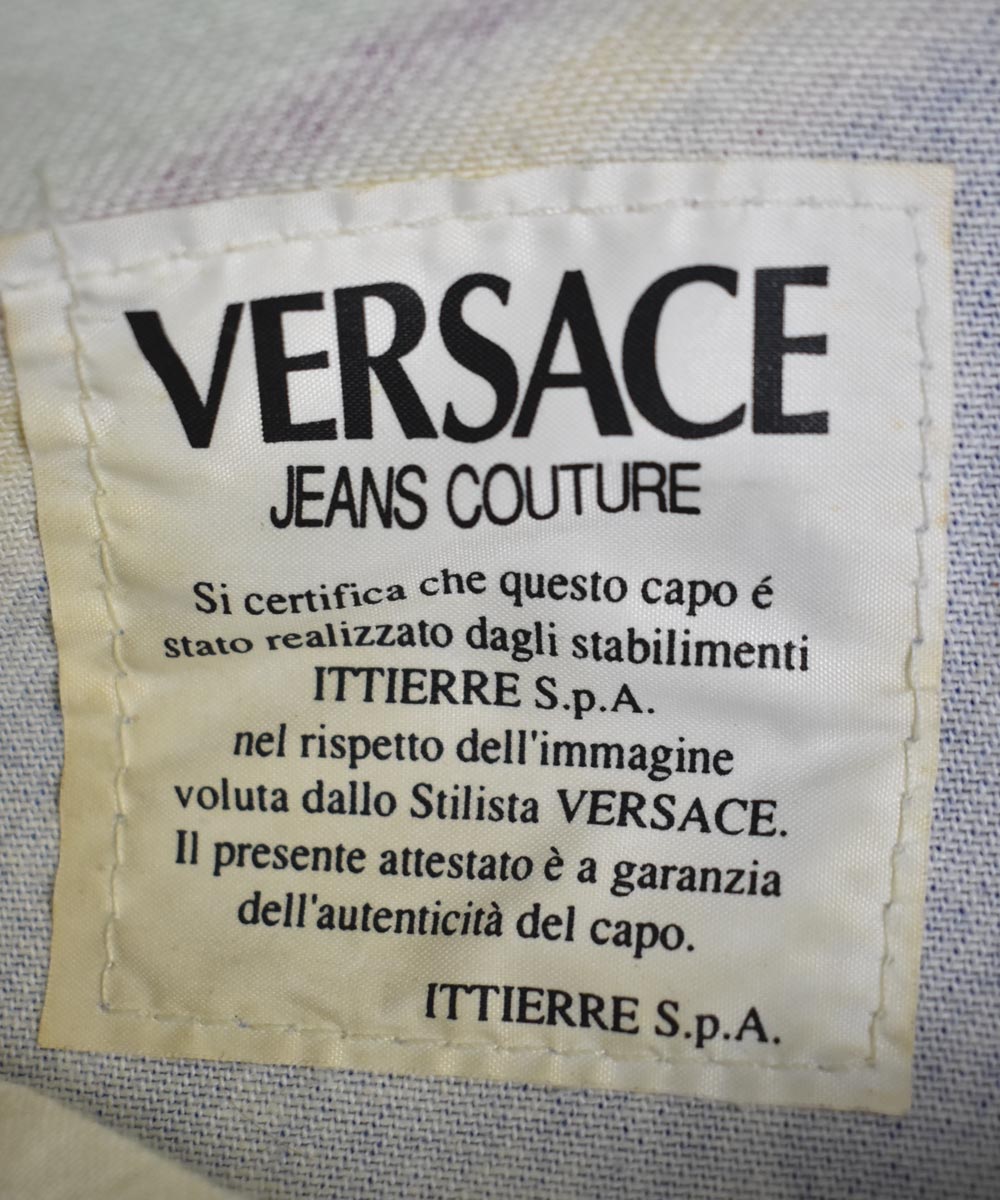 VERSACE
JEANS COUTURE
Si certifica che questo capo é
stato realizzato dagli stabilimenti
ITTIERRE S.p.A.
nel rispetto dell'immagine
voluta dallo Stilista VERSACE.
Il presente attestato è a garanzia
dell'autenticità del capo.
ITTIERRE S.p.A.